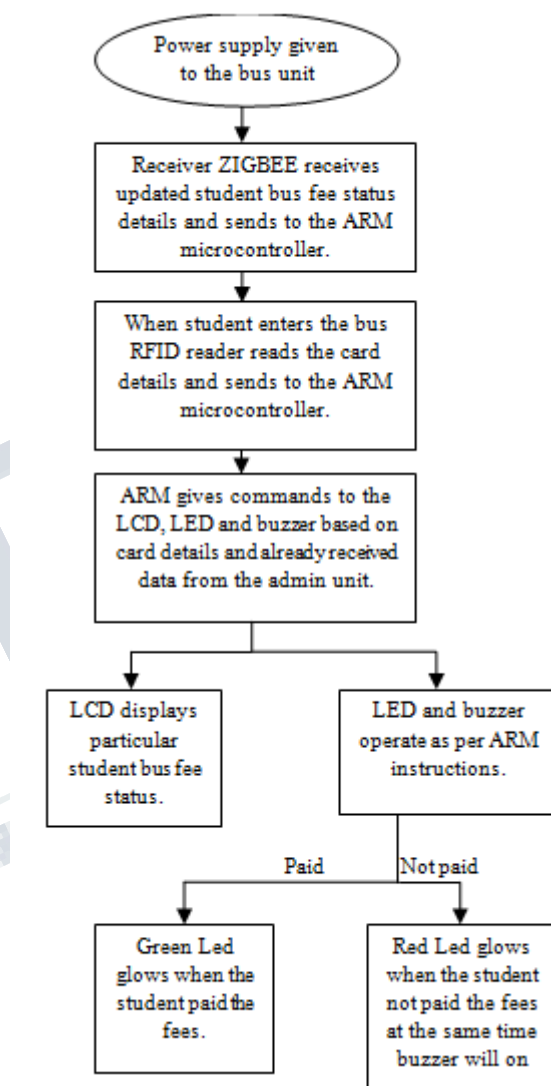 Power supply given
to the bus unit
Receiver ZIGBEE receives
updated student bus fee status
details and sends to the ARM
microcontroller.
When student enters the bus
RFID reader reads the card
details and sends to the ARM
microcontroller.
ARM gives commands to the
LCD, LED and buzzer based on
card details and already received
data from the admin unit.
LCD displays
particular
student bus fee
status.
LED and buzzer
operate as per ARM
instructions.
Paid
Not paid
Green Led
glows when the
student paid the
fees.
Red Led glows
when the student
not paid the fees
at the same time
buzzer will on